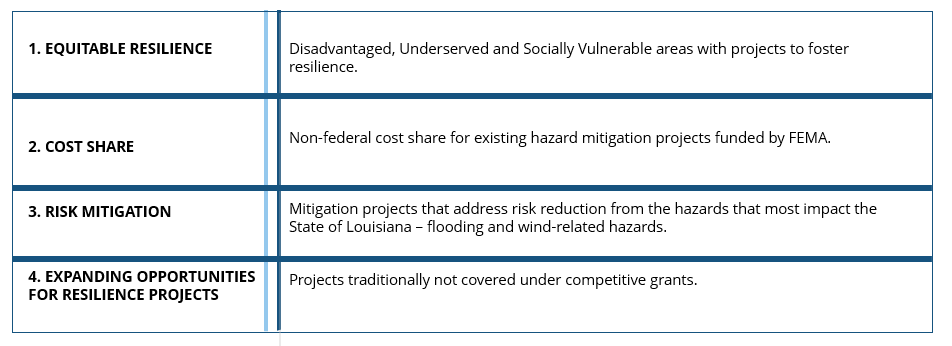 1. EQUITABLE RESILIENCE
Disadvantaged, Underserved and Socially Vulnerable areas with projects to foster
resilience.
2. COST SHARE
Non-federal cost share for existing hazard mitigation projects funded by FEMA.
3. RISK MITIGATION
Mitigation projects that address risk reduction from the hazards that most impact the
State of Louisiana – flooding and wind-related hazards.
4. EXPANDING OPPORTUNITIES
FOR RESILIENCE PROJECTS
Projects traditionally not covered under competitive grants.